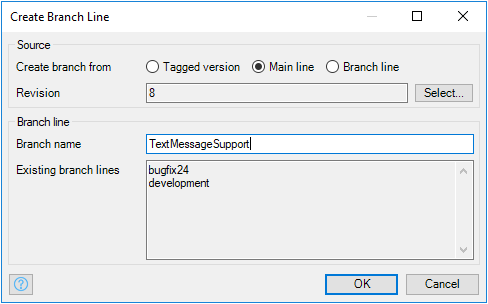 Create Branch Line
Source
Create branch from Tagged version Main line Branch line
Revision 8 Select...
Branch line
Branch name TextMessageSupport
Existing branch lines bugfix24
development
? OK Cancel